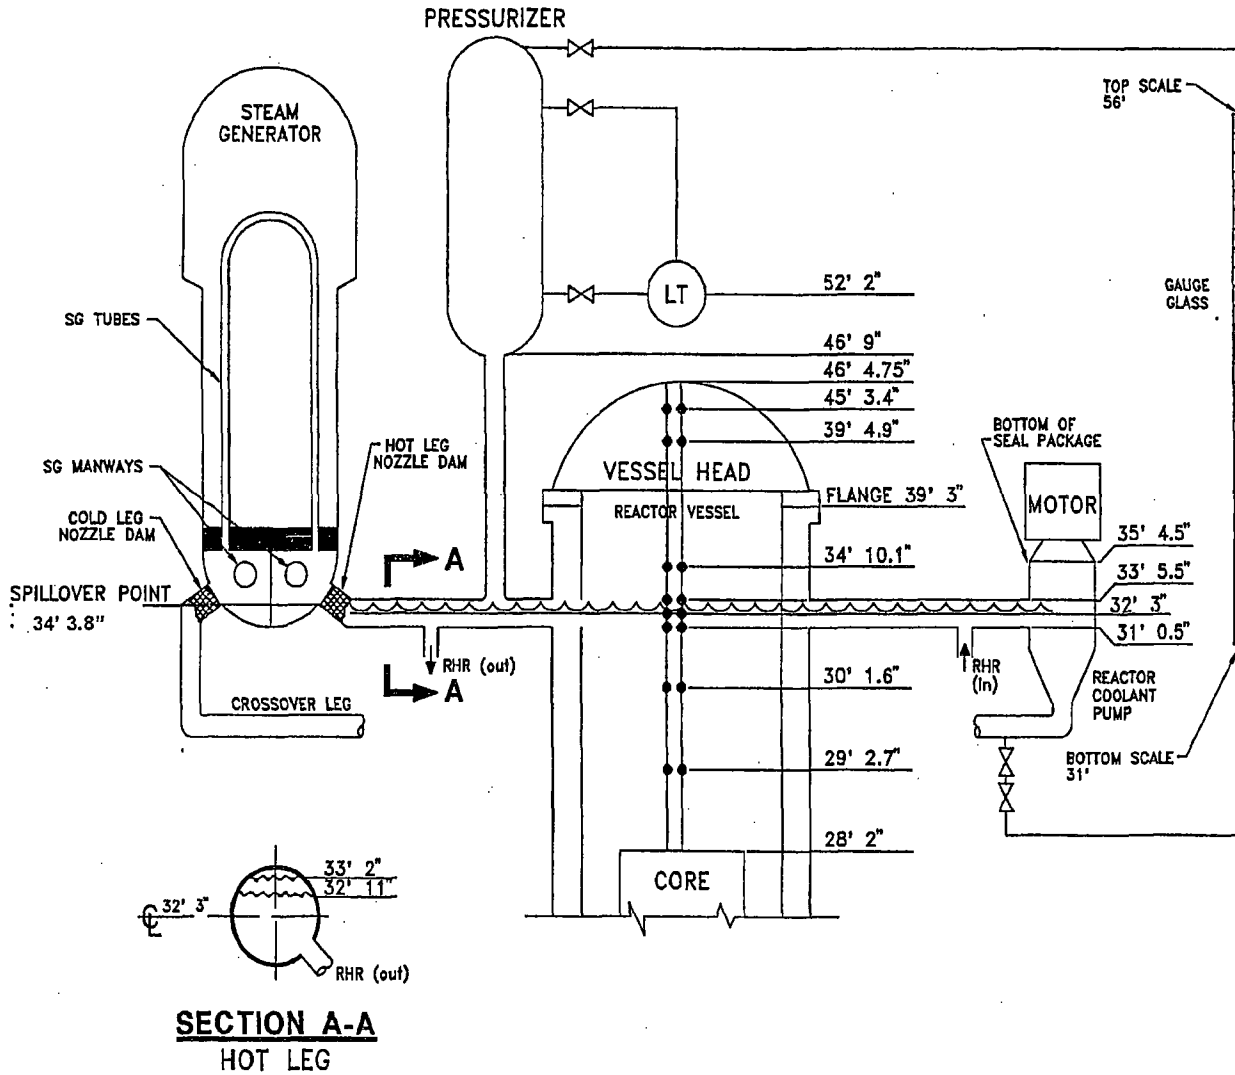 PRESSURIZER
STEAM
GENERATOR
TOP SCALE
56'
LT
52' 2"
GAUGE
GLASS
SG TUBES
46' 9"
46' 4.75"
45' 3.4"
39' 4.9"
HOT LEG
NOZZLE DAM
BOTTOM OF
SEAL PACKAGE
SG MANWAYS
VESSEL HEAD
FLANGE 39' 3"
REACTOR VESSEL
MOTOR
COLD LEG
NOZZLE DAM
A
34' 10.1"
35' 4.5"
33' 5.5"
SPILLOVER POINT
34' 3.8"
32' 3"
31' 0.5"
RHR (out)
A
RHR
(in)
30' 1.6"
REACTOR
COOLANT
PUMP
CROSSOVER LEG
BOTTOM SCALE
31'
29' 2.7"
28' 2"
CORE
33' 2"
32' 11"
℄ 32' 3"
RHR (out)
SECTION A-A
HOT LEG